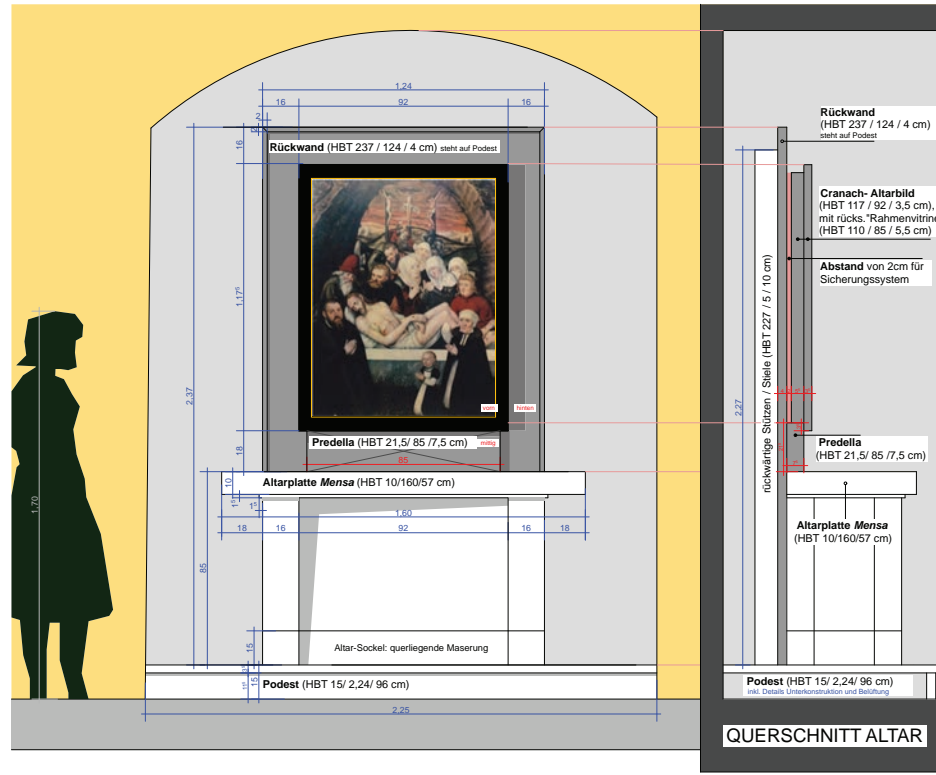 1,24
16
92
16
2
2
16
Rückwand (HBT 237 / 124 / 4 cm) steht auf Podest
1,17⁵
2,37
vorn
hinten
18
Predella (HBT 21,5/ 85 /7,5 cm)
mittig
85
10
Altarplatte Mensa (HBT 10/160/57 cm)
1⁵
1⁵
1,60
18
16
92
16
18
1,70
85
15
Altar-Sockel: querliegende Maserung
15
Podest (HBT 15/ 2,24/ 96 cm)
2,25
Rückwand
(HBT 237 / 124 / 4 cm)
steht auf Podest
Cranach- Altarbild
(HBT 117 / 92 / 3,5 cm),
mit rücks."Rahmenvitrine
(HBT 110 / 85 / 5,5 cm)
Abstand von 2cm für
Sicherungssystem
rückwärtige Stützen / Stiele (HBT 227 / 5 / 10 cm)
2,27
Predella
(HBT 21,5/ 85 /7,5 cm)
Altarplatte Mensa
(HBT 10/160/57 cm)
Podest (HBT 15/ 2,24/ 96 cm)
inkl. Details Unterkonstruktion und Belüftung
QUERSCHNITT ALTAR